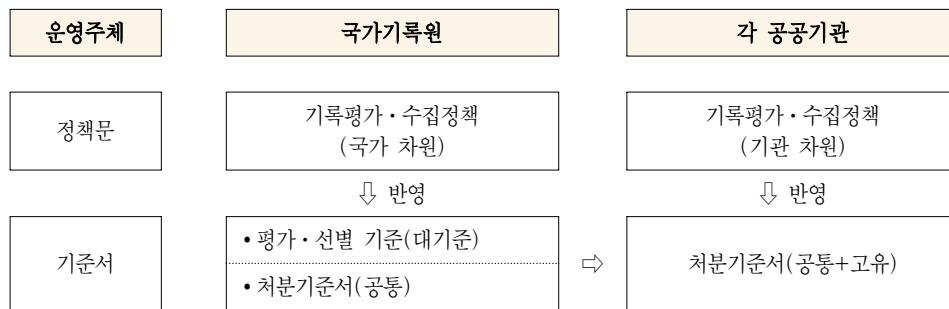 운영주체 국가기록원 각 공공기관
정책문
기록평가・수집정책
(국가 차원)
기록평가・수집정책
(기관 차원)
⇩ 반영 ⇩ 반영
기준서
• 평가・선별 기준(대기준)
• 처분기준서(공통)
⇨
처분기준서(공통+고유)